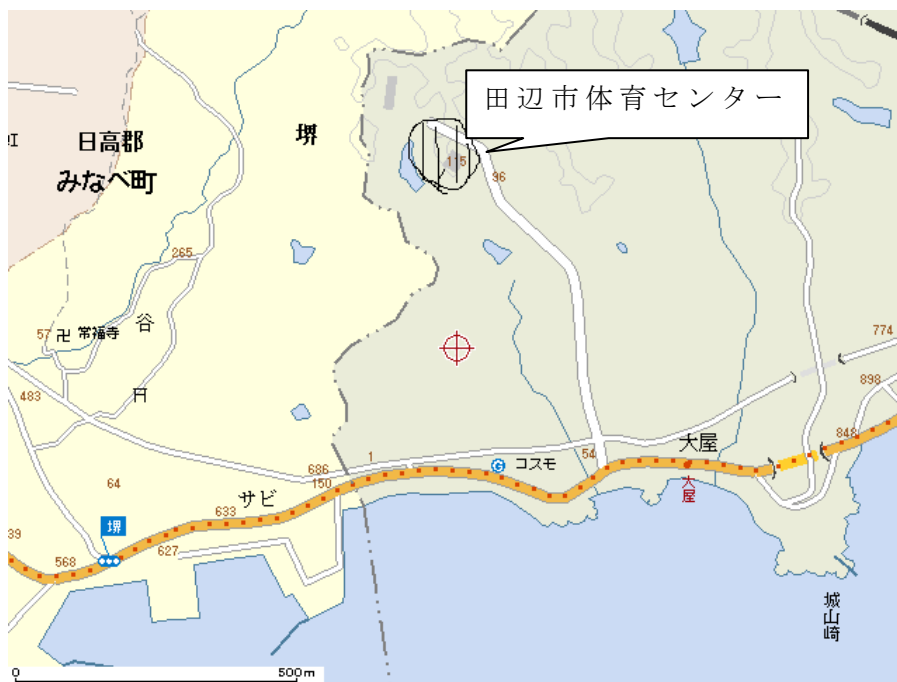 田辺市体育センター
堺
日高郡
みなべ町
115
96
265
57
卍
常福寺
谷
774
483
898
686
1
54
大屋
848
コスモ
G
大屋
64
150
サビ
633
堺
39
568
627
城山崎
0
500m